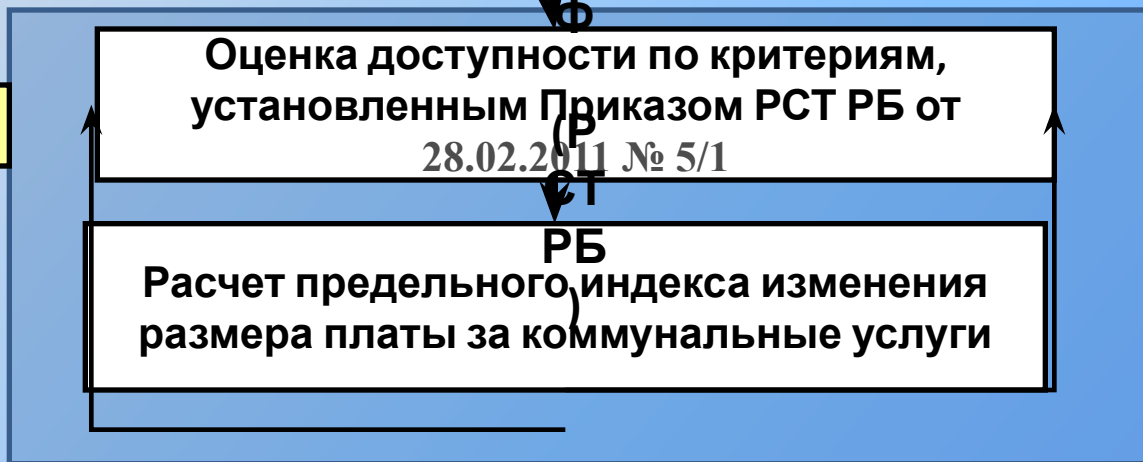 Ф
Оценка доступности по критериям,
установленным Приказом РСТ РБ от
(Р
28.02.2011 № 5/1
СТ
РБ
Расчет предельного индекса изменения
)
размера платы за коммунальные услуги